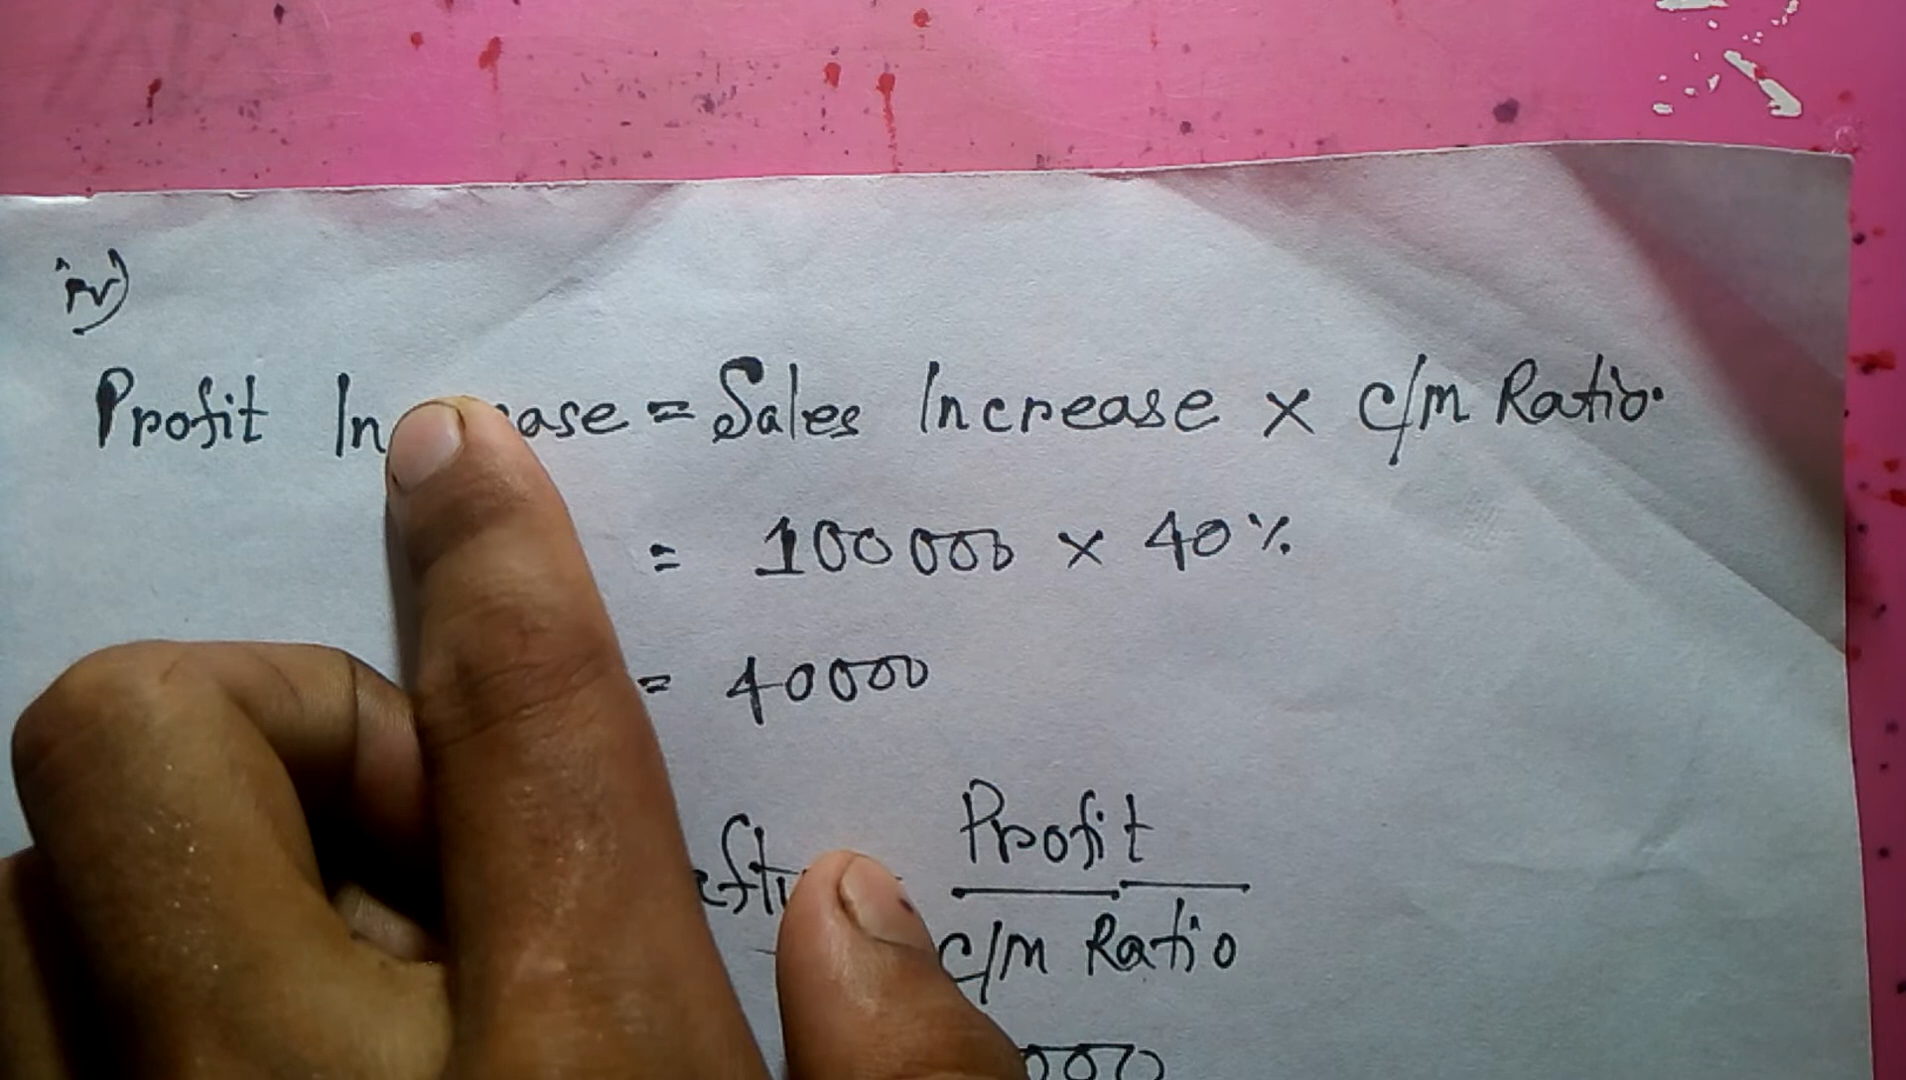 iv)
Profit In ase = Sales Increase × C/M Ratio.
= 100000 × 40%
= 40000
Profit
C/M Ratio